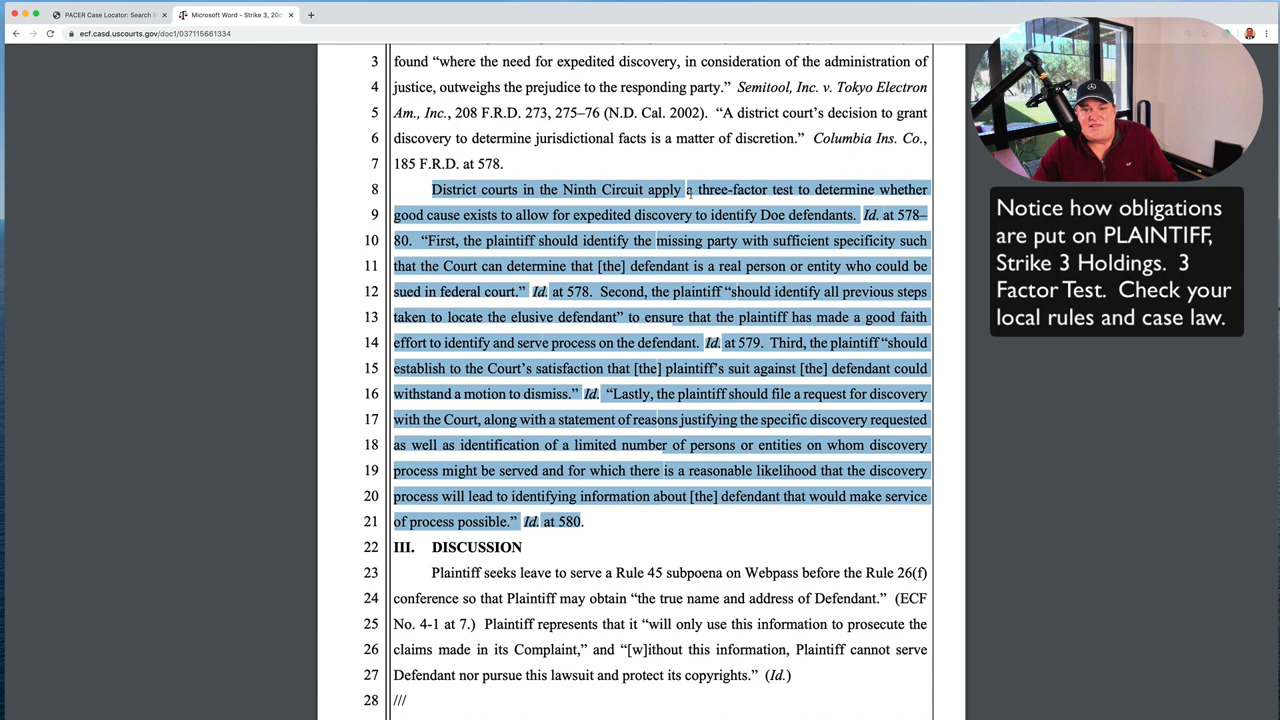 PACER Case Locator: Search
Microsoft Word - Strike 3, 20
ecf.casd.uscourts.gov/doc1/037115661334
3 found “where the need for expedited discovery, in consideration of the administration of
4 justice, outweighs the prejudice to the responding party.” Semitool, Inc. v. Tokyo Electron
5 Am., Inc., 208 F.R.D. 273, 275–76 (N.D. Cal. 2002). “A district court’s decision to grant
6 discovery to determine jurisdictional facts is a matter of discretion.” Columbia Ins. Co.,
7 185 F.R.D. at 578.
8 District courts in the Ninth Circuit apply a three-factor test to determine whether
9 good cause exists to allow for expedited discovery to identify Doe defendants. Id. at 578–
10 80. “First, the plaintiff should identify the missing party with sufficient specificity such
11 that the Court can determine that [the] defendant is a real person or entity who could be
12 sued in federal court.” Id. at 578. Second, the plaintiff “should identify all previous steps
13 taken to locate the elusive defendant” to ensure that the plaintiff has made a good faith
14 effort to identify and serve process on the defendant. Id. at 579. Third, the plaintiff “should
15 establish to the Court’s satisfaction that [the] plaintiff’s suit against [the] defendant could
16 withstand a motion to dismiss.” Id. “Lastly, the plaintiff should file a request for discovery
17 with the Court, along with a statement of reasons justifying the specific discovery requested
18 as well as identification of a limited number of persons or entities on whom discovery
19 process might be served and for which there is a reasonable likelihood that the discovery
20 process will lead to identifying information about [the] defendant that would make service
21 of process possible.” Id. at 580.
22 III. DISCUSSION
23 Plaintiff seeks leave to serve a Rule 45 subpoena on Webpass before the Rule 26(f)
24 conference so that Plaintiff may obtain “the true name and address of Defendant.” (ECF
25 No. 4-1 at 7.) Plaintiff represents that it “will only use this information to prosecute the
26 claims made in its Complaint,” and “[w]ithout this information, Plaintiff cannot serve
27 Defendant nor pursue this lawsuit and protect its copyrights.” (Id.)
28 ///
Notice how obligations
are put on PLAINTIFF,
Strike 3 Holdings. 3
Factor Test. Check your
local rules and case law.